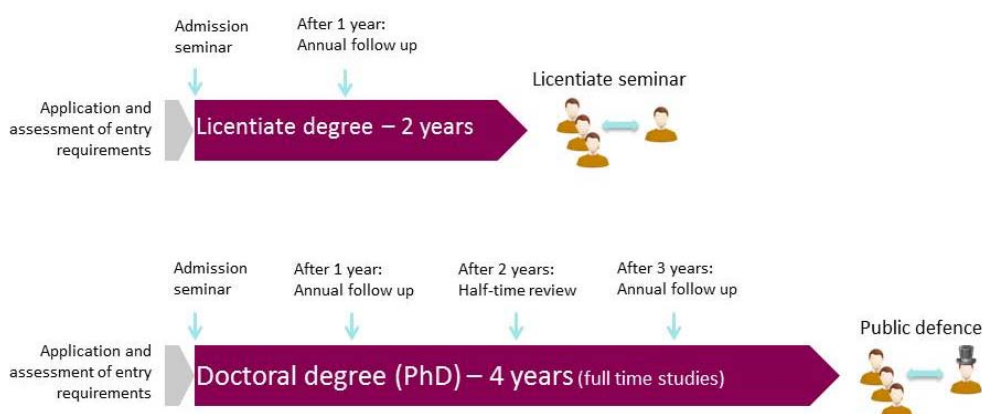 Admission
seminar
After 1 year:
Annual follow up
Application and
assessment of entry
requirements
Licentiate degree – 2 years
Licentiate seminar
Admission
seminar
After 1 year:
Annual follow up
After 2 years:
Half-time review
After 3 years:
Annual follow up
Application and
assessment of entry
requirements
Doctoral degree (PhD) – 4 years (full time studies)
Public defence